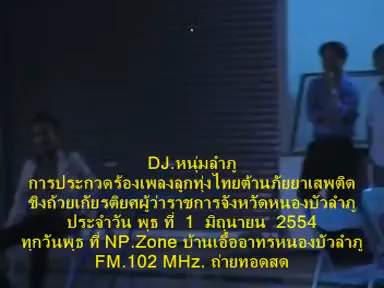 DJ.หนุ่มลำภู
การประกวดร้องเพลงลูกทุ่งไทยต้านภัยยาเสพติด
ชิงถ้วยเกียรติยศผู้ว่าราชการจังหวัดหนองบัวลำภู
ประจำวัน พุธ ที่ 1 มิถุนายน 2554
ทุกวันพุธ ที่ NP.Zone บ้านเอื้ออาทรหนองบัวลำภู
FM.102 MHz. ถ่ายทอดสด